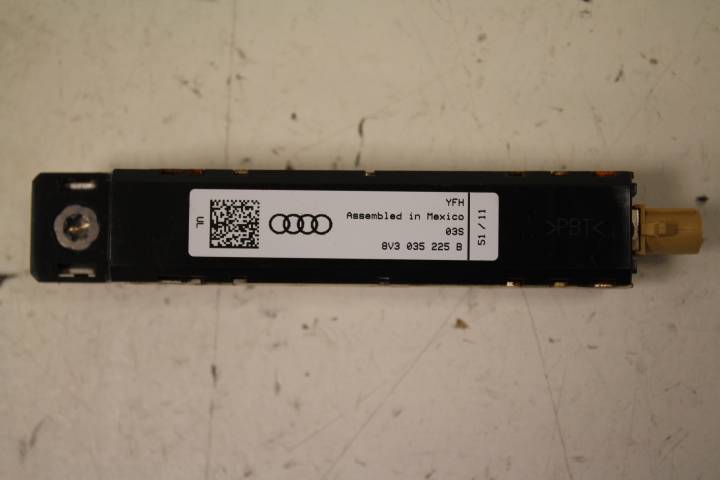 UL
YFH
Assembled in Mexico
03S
8V3 035 225 B
51 / 11
>PBT<